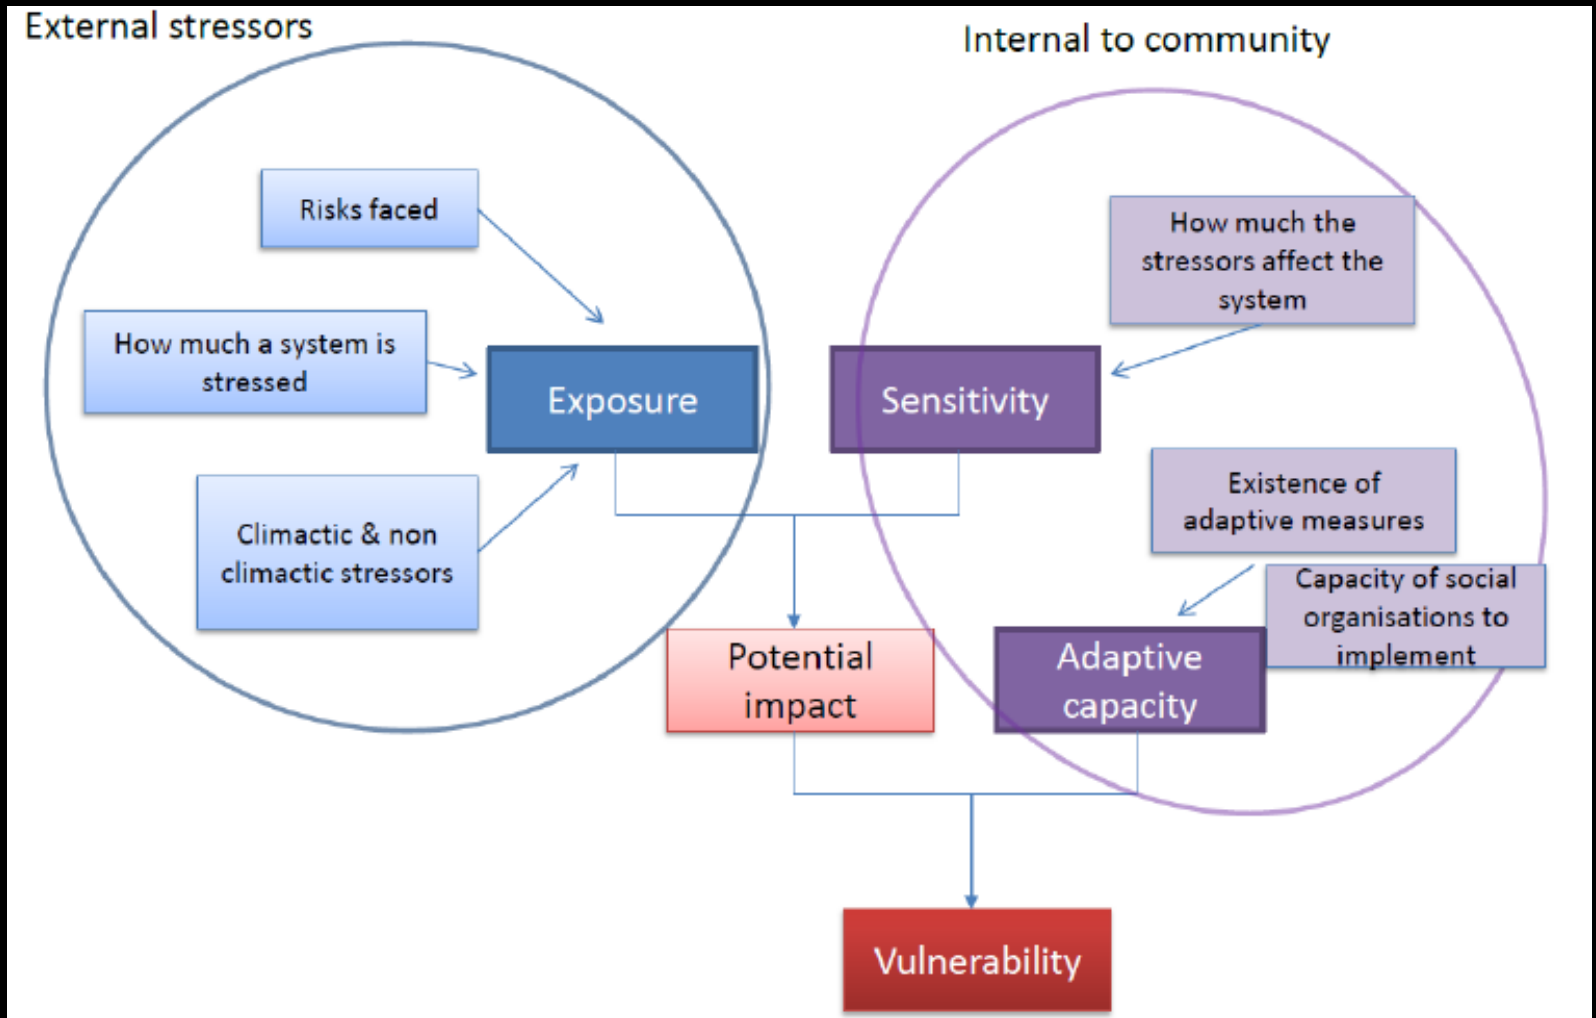 External stressors
Internal to community
Risks faced
How much the
stressors affect the
system
How much a system is
stressed
Exposure
Sensitivity
Climactic & non
climactic stressors
Existence of
adaptive measures
Capacity of social
organisations to
implement
Potential
impact
Adaptive
capacity
Vulnerability